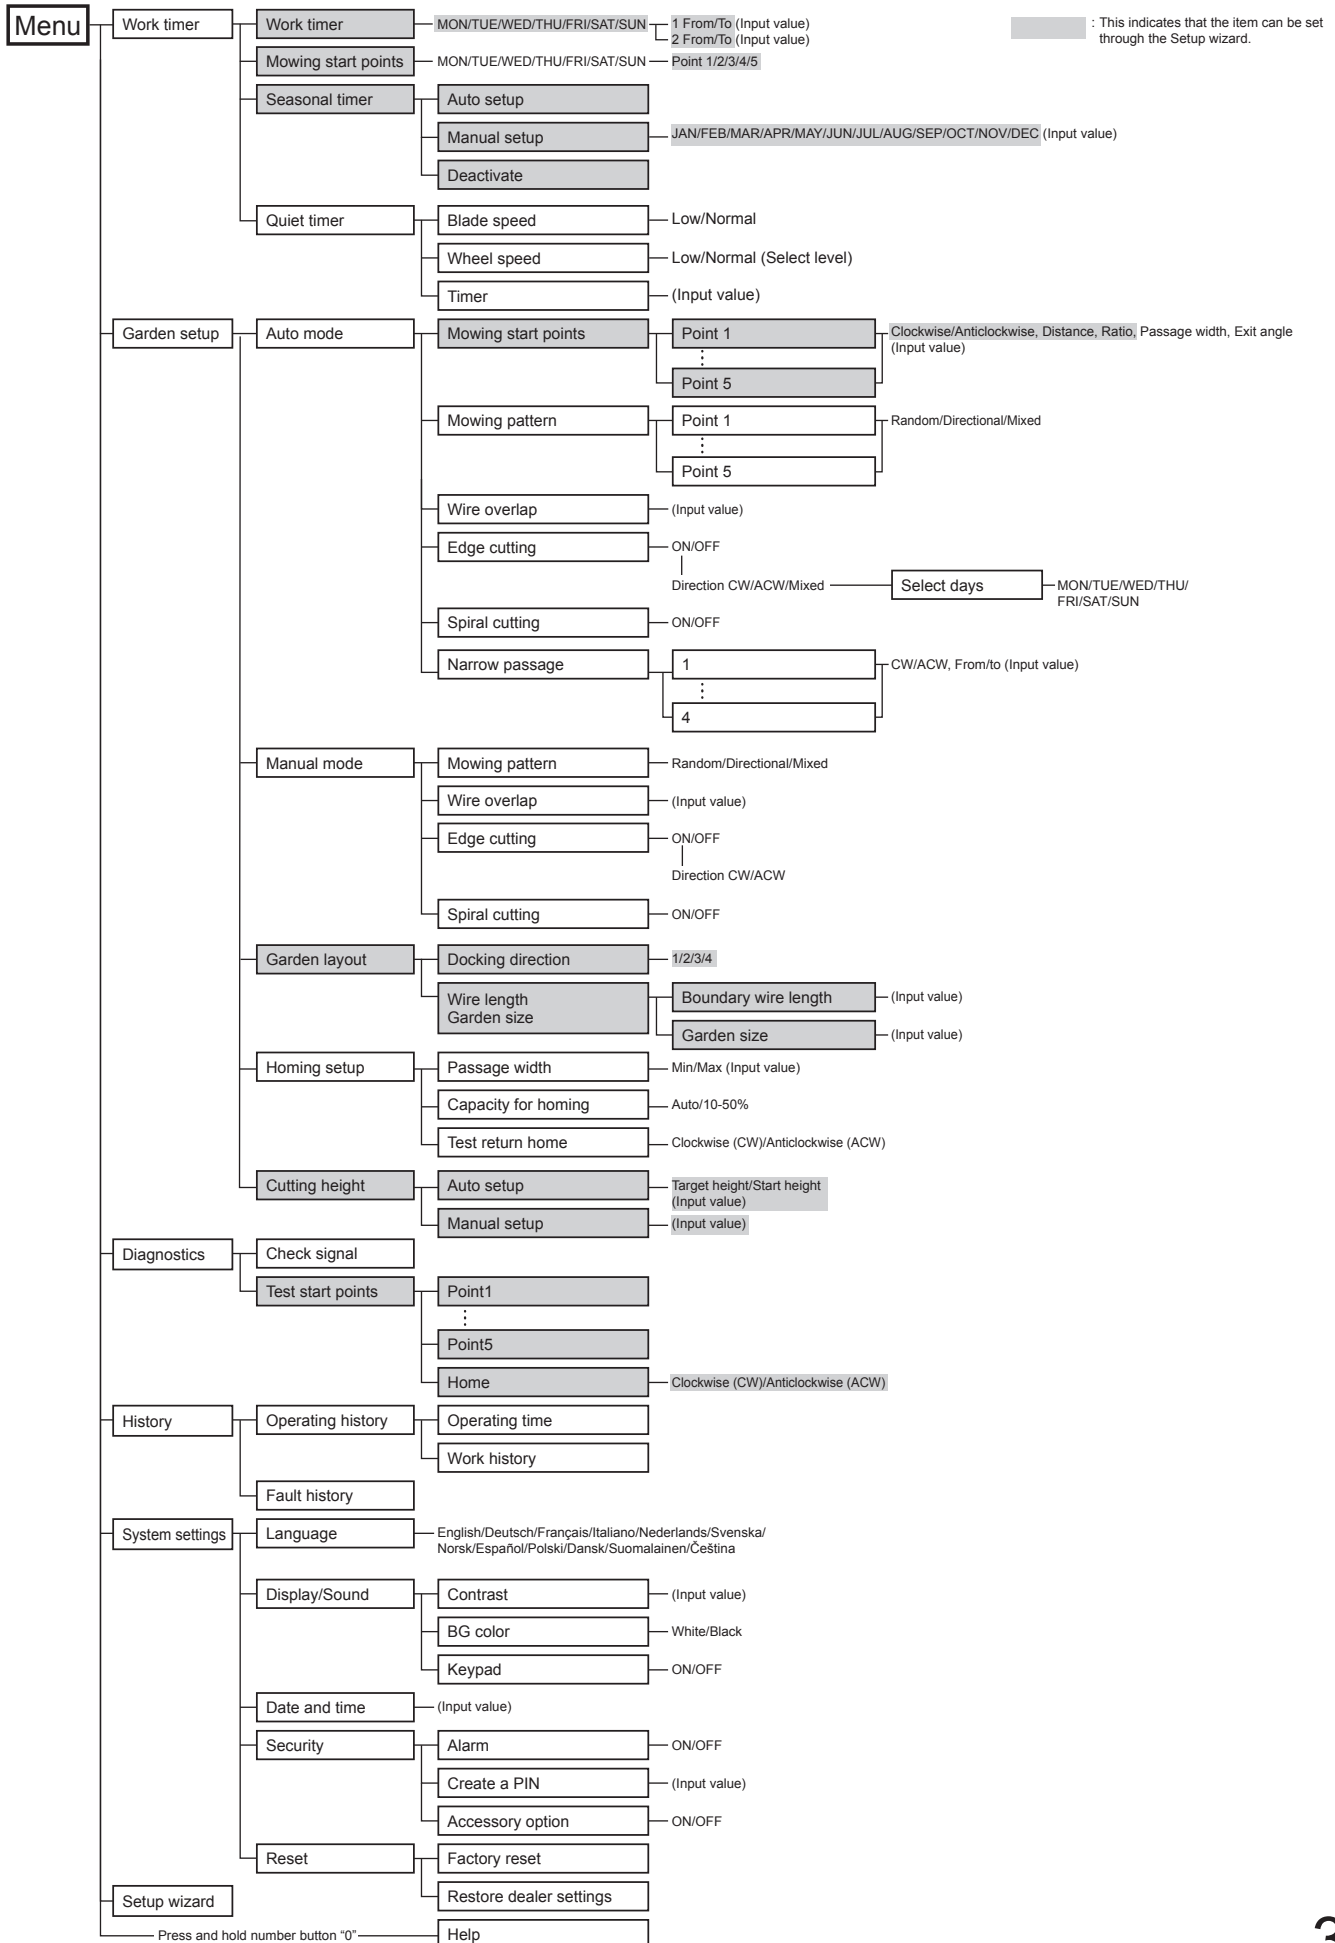 Menu
Work timer
Work timer
MON/TUE/WED/THU/FRI/SAT/SUN
1 From/To (Input value)
2 From/To (Input value)
: This indicates that the item can be set
through the Setup wizard.
Mowing start points
MON/TUE/WED/THU/FRI/SAT/SUN
Point 1/2/3/4/5
Seasonal timer
Auto setup
Manual setup
JAN/FEB/MAR/APR/MAY/JUN/JUL/AUG/SEP/OCT/NOV/DEC (Input value)
Deactivate
Quiet timer
Blade speed
Low/Normal
Wheel speed
Low/Normal (Select level)
Timer
(Input value)
Garden setup
Auto mode
Mowing start points
Point 1
Clockwise/Anticlockwise, Distance, Ratio, Passage width, Exit angle
(Input value)
Point 5
Mowing pattern
Point 1
Random/Directional/Mixed
Point 5
Wire overlap
(Input value)
Edge cutting
ON/OFF
Direction CW/ACW/Mixed
Select days
MON/TUE/WED/THU/
FRI/SAT/SUN
Spiral cutting
ON/OFF
Narrow passage
1
CW/ACW, From/to (Input value)
4
Manual mode
Mowing pattern
Random/Directional/Mixed
Wire overlap
(Input value)
Edge cutting
ON/OFF
Direction CW/ACW
Spiral cutting
ON/OFF
Garden layout
Docking direction
1/2/3/4
Wire length
Garden size
Boundary wire length
(Input value)
Garden size
(Input value)
Homing setup
Passage width
Min/Max (Input value)
Capacity for homing
Auto/10-50%
Test return home
Clockwise (CW)/Anticlockwise (ACW)
Cutting height
Auto setup
Target height/Start height
(Input value)
Manual setup
(Input value)
Diagnostics
Check signal
Test start points
Point1
Point5
Home
Clockwise (CW)/Anticlockwise (ACW)
History
Operating history
Operating time
Work history
Fault history
System settings
Language
English/Deutsch/Français/Italiano/Nederlands/Svenska/
Norsk/Español/Polski/Dansk/Suomalainen/Čeština
Display/Sound
Contrast
(Input value)
BG color
White/Black
Keypad
ON/OFF
Date and time
(Input value)
Security
Alarm
ON/OFF
Create a PIN
(Input value)
Accessory option
ON/OFF
Reset
Factory reset
Restore dealer settings
Setup wizard
Press and hold number button “0”
Help